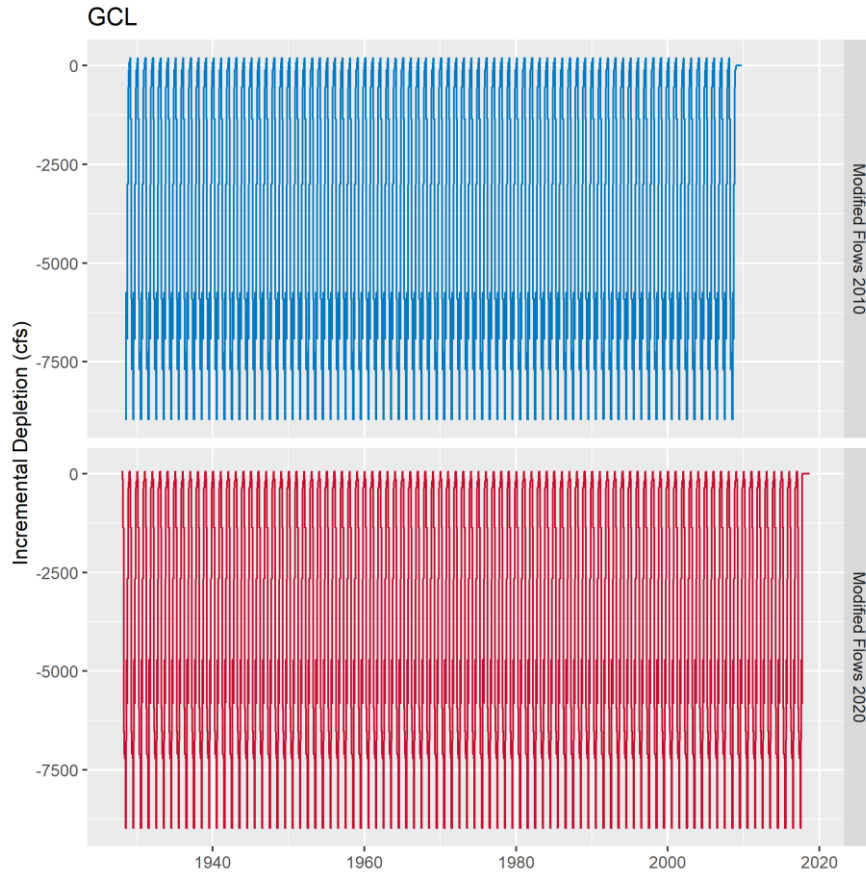 GCL
Incremental Depletion (cfs)
0
-2500
-5000
-7500
Modified Flows 2010
0
-2500
-5000
-7500
Modified Flows 2020
1940 1960 1980 2000 2020